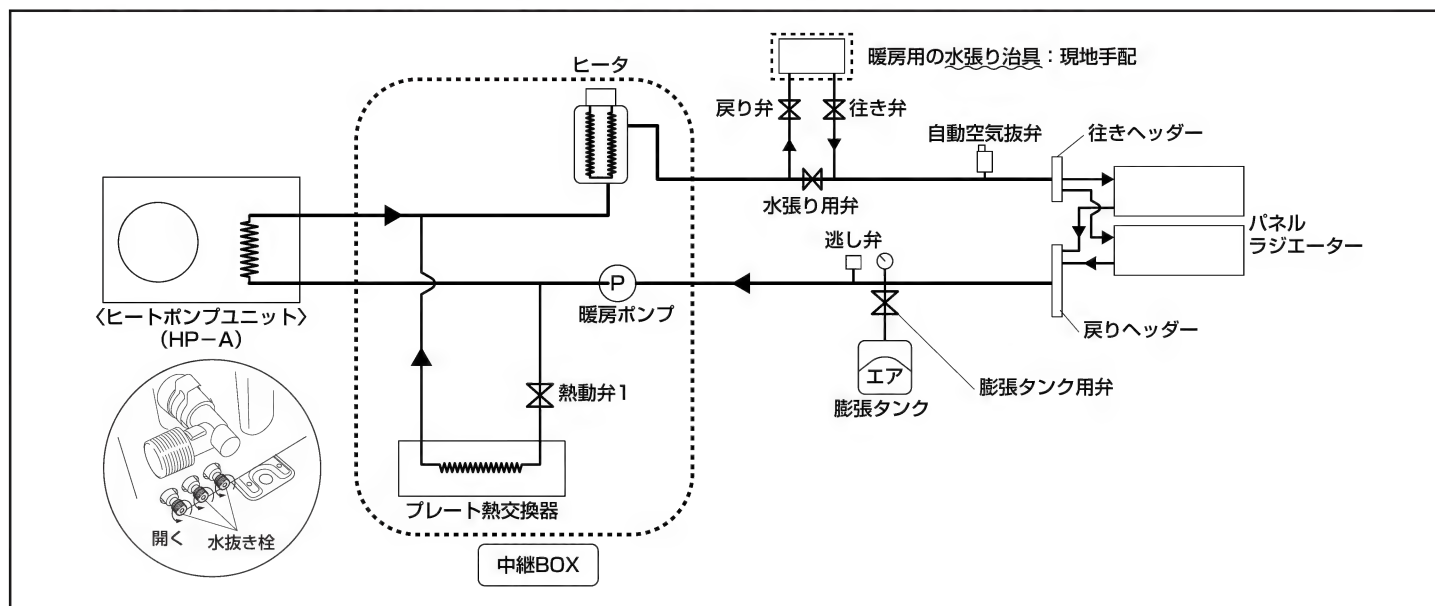 ヒータ
暖房用の水張り治具：現地手配
戻り弁
往き弁
自動空気抜弁
往きヘッダー
水張り用弁
パネル
ラジエーター
逃し弁
P
暖房ポンプ
〈ヒートポンプユニット〉
（HP－A）
戻りヘッダー
熱動弁1
エア
膨張タンク
膨張タンク用弁
プレート熱交換器
開く
水抜き栓
中継BOX